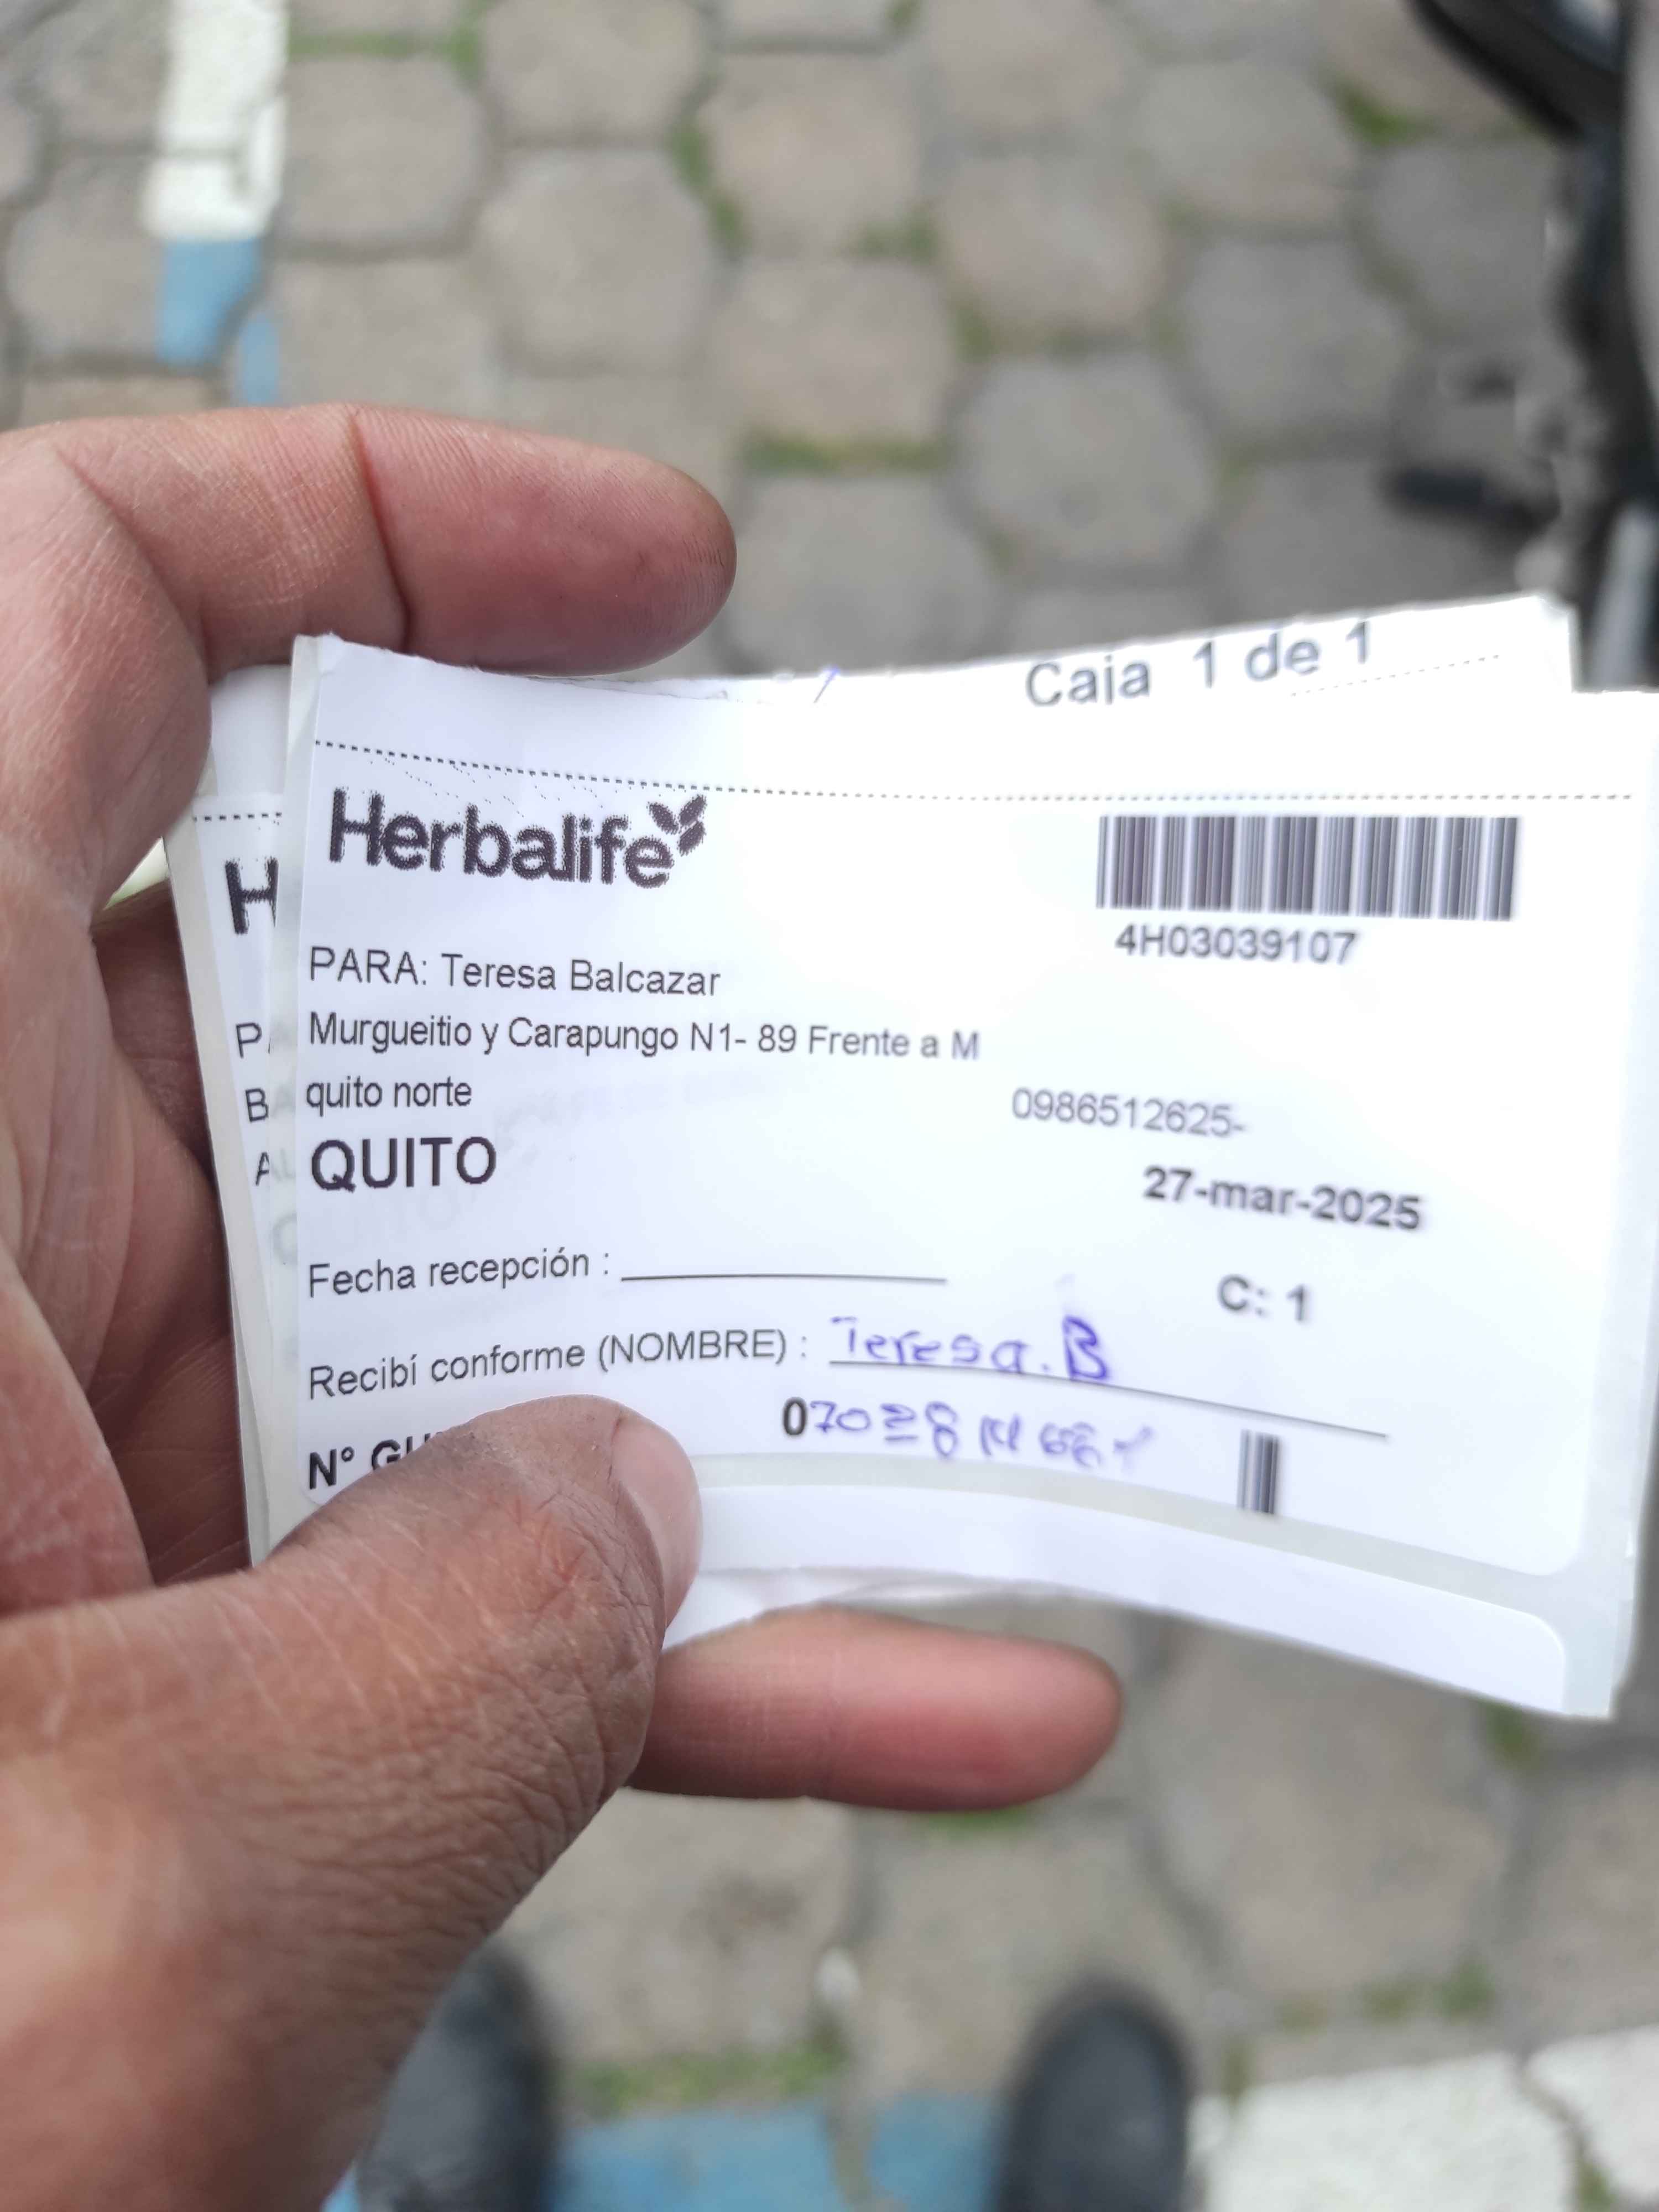 Caja 1 de 1
Herbalife
4H03039107
PARA: Teresa Balcazar
Murgueitio y Carapungo N1- 89 Frente a M
quito norte
0986512625-
QUITO
27-mar-2025
Fecha recepción :
C: 1
Recibí conforme (NOMBRE) : Teresa.B
N°
H
P
B
A